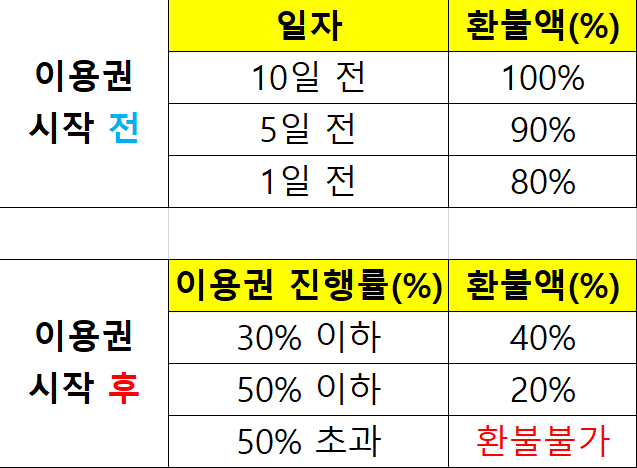 일자 환불액(%)
이용권
시작 전
10일 전 100%
5일 전 90%
1일 전 80%
이용권 진행률(%) 환불액(%)
이용권
시작 후
30% 이하 40%
50% 이하 20%
50% 초과 환불불가